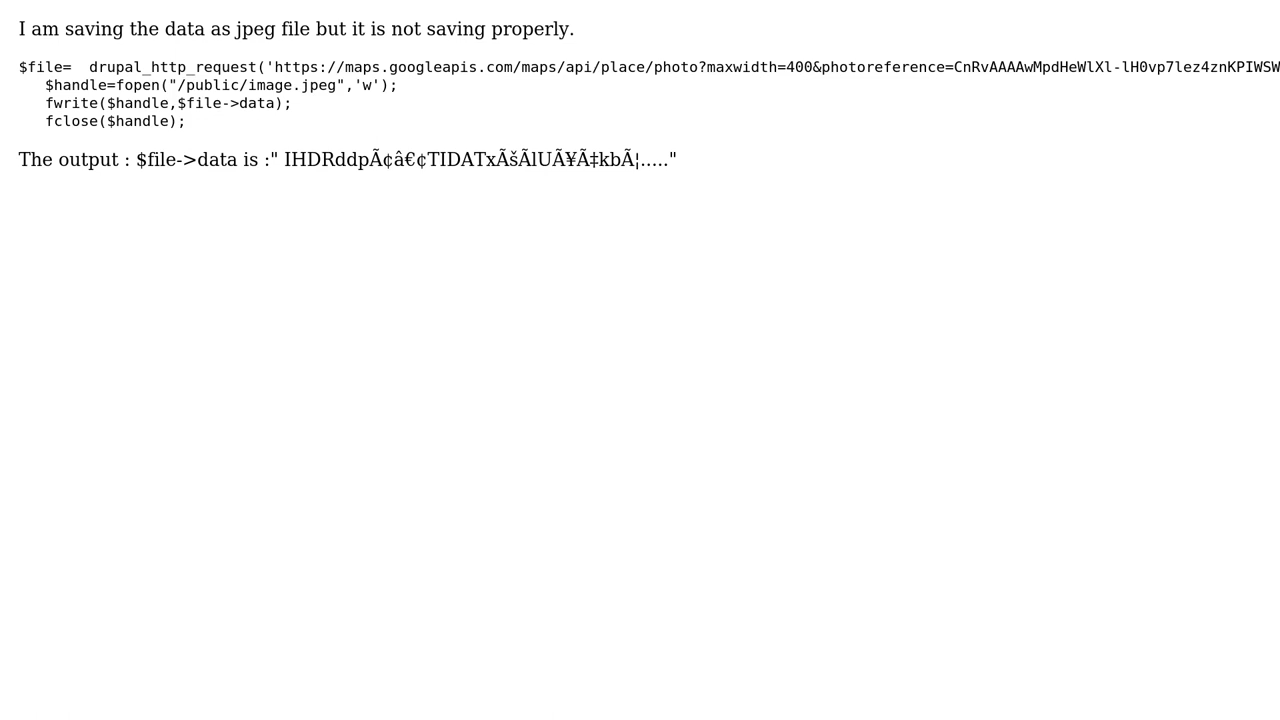 I am saving the data as jpeg file but it is not saving properly.
$file=  drupal_http_request('https://maps.googleapis.com/maps/api/place/photo?maxwidth=400&photoreference=CnRvAAAAwMpdHeWlXl-lH0vp7lez4znKPIWSW
   $handle=fopen("/public/image.jpeg",'w');
   fwrite($handle,$file->data);
   fclose($handle);
The output : $file->data is :" IHDRddpÃ¢â€¢TIDATxÃšÃlUÃ¥Ã‡kbÃ¦....."